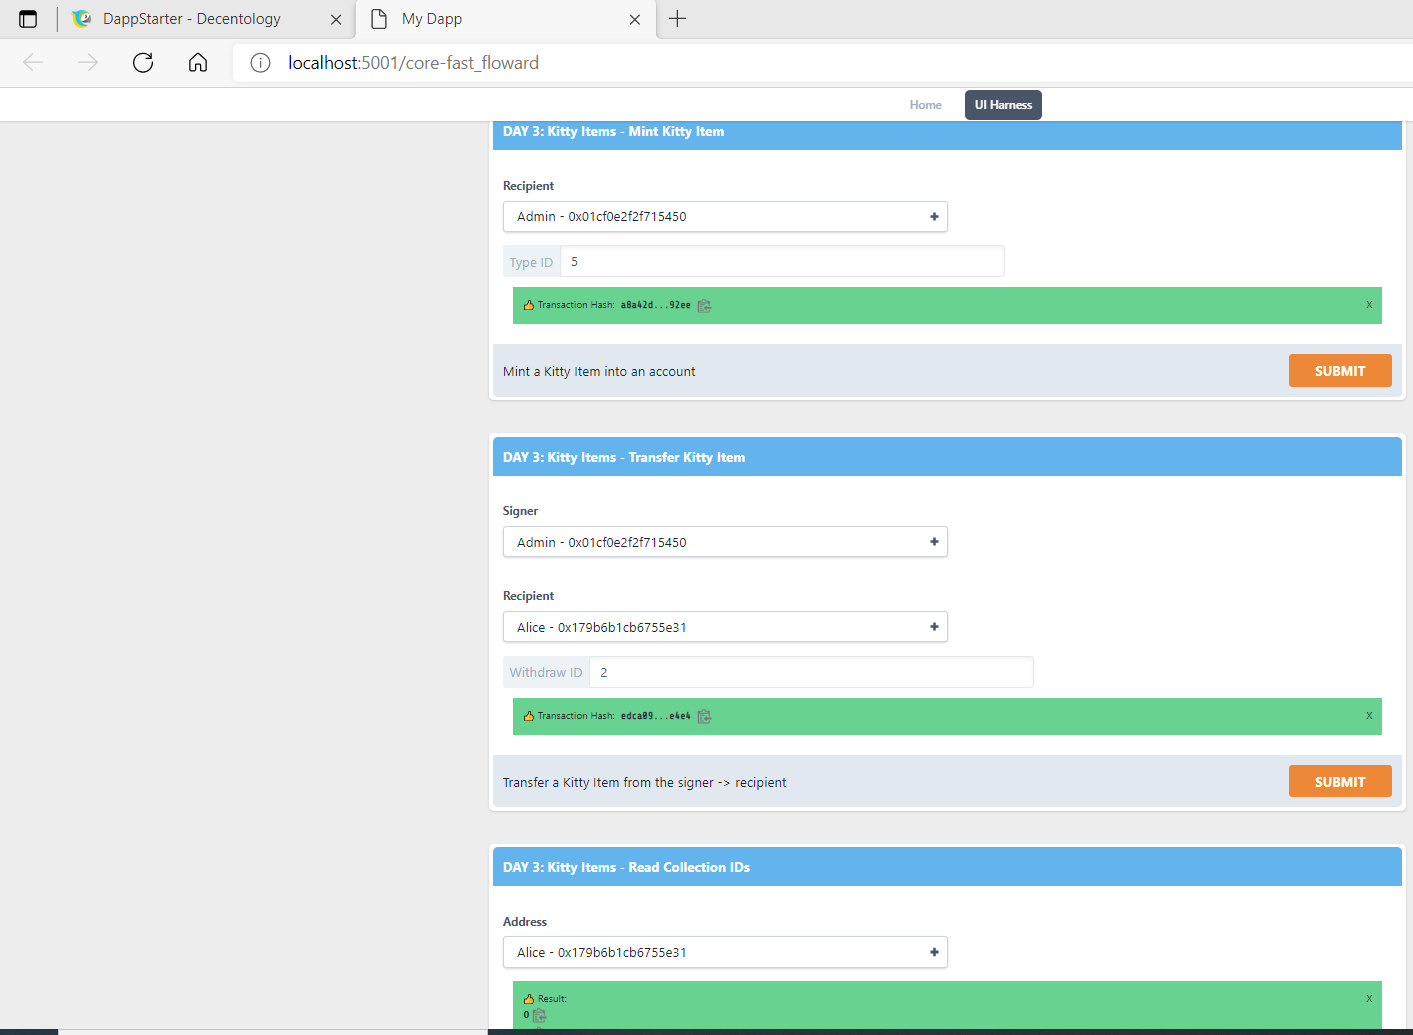 DappStarter - Decentology
My Dapp
localhost:5001/core-fast_floward
Home
UI Harness
DAY 3: Kitty Items - Mint Kitty Item
Recipient
Admin - 0x01cf0e2f2f715450
Type ID 5
👍 Transaction Hash: a8a42d...92ee X
Mint a Kitty Item into an account
SUBMIT
DAY 3: Kitty Items - Transfer Kitty Item
Signer
Admin - 0x01cf0e2f2f715450
Recipient
Alice - 0x179b6b1cb6755e31
Withdraw ID 2
👍 Transaction Hash: edca09...e4e4 X
Transfer a Kitty Item from the signer -> recipient
SUBMIT
DAY 3: Kitty Items - Read Collection IDs
Address
Alice - 0x179b6b1cb6755e31
👍 Result: X
0